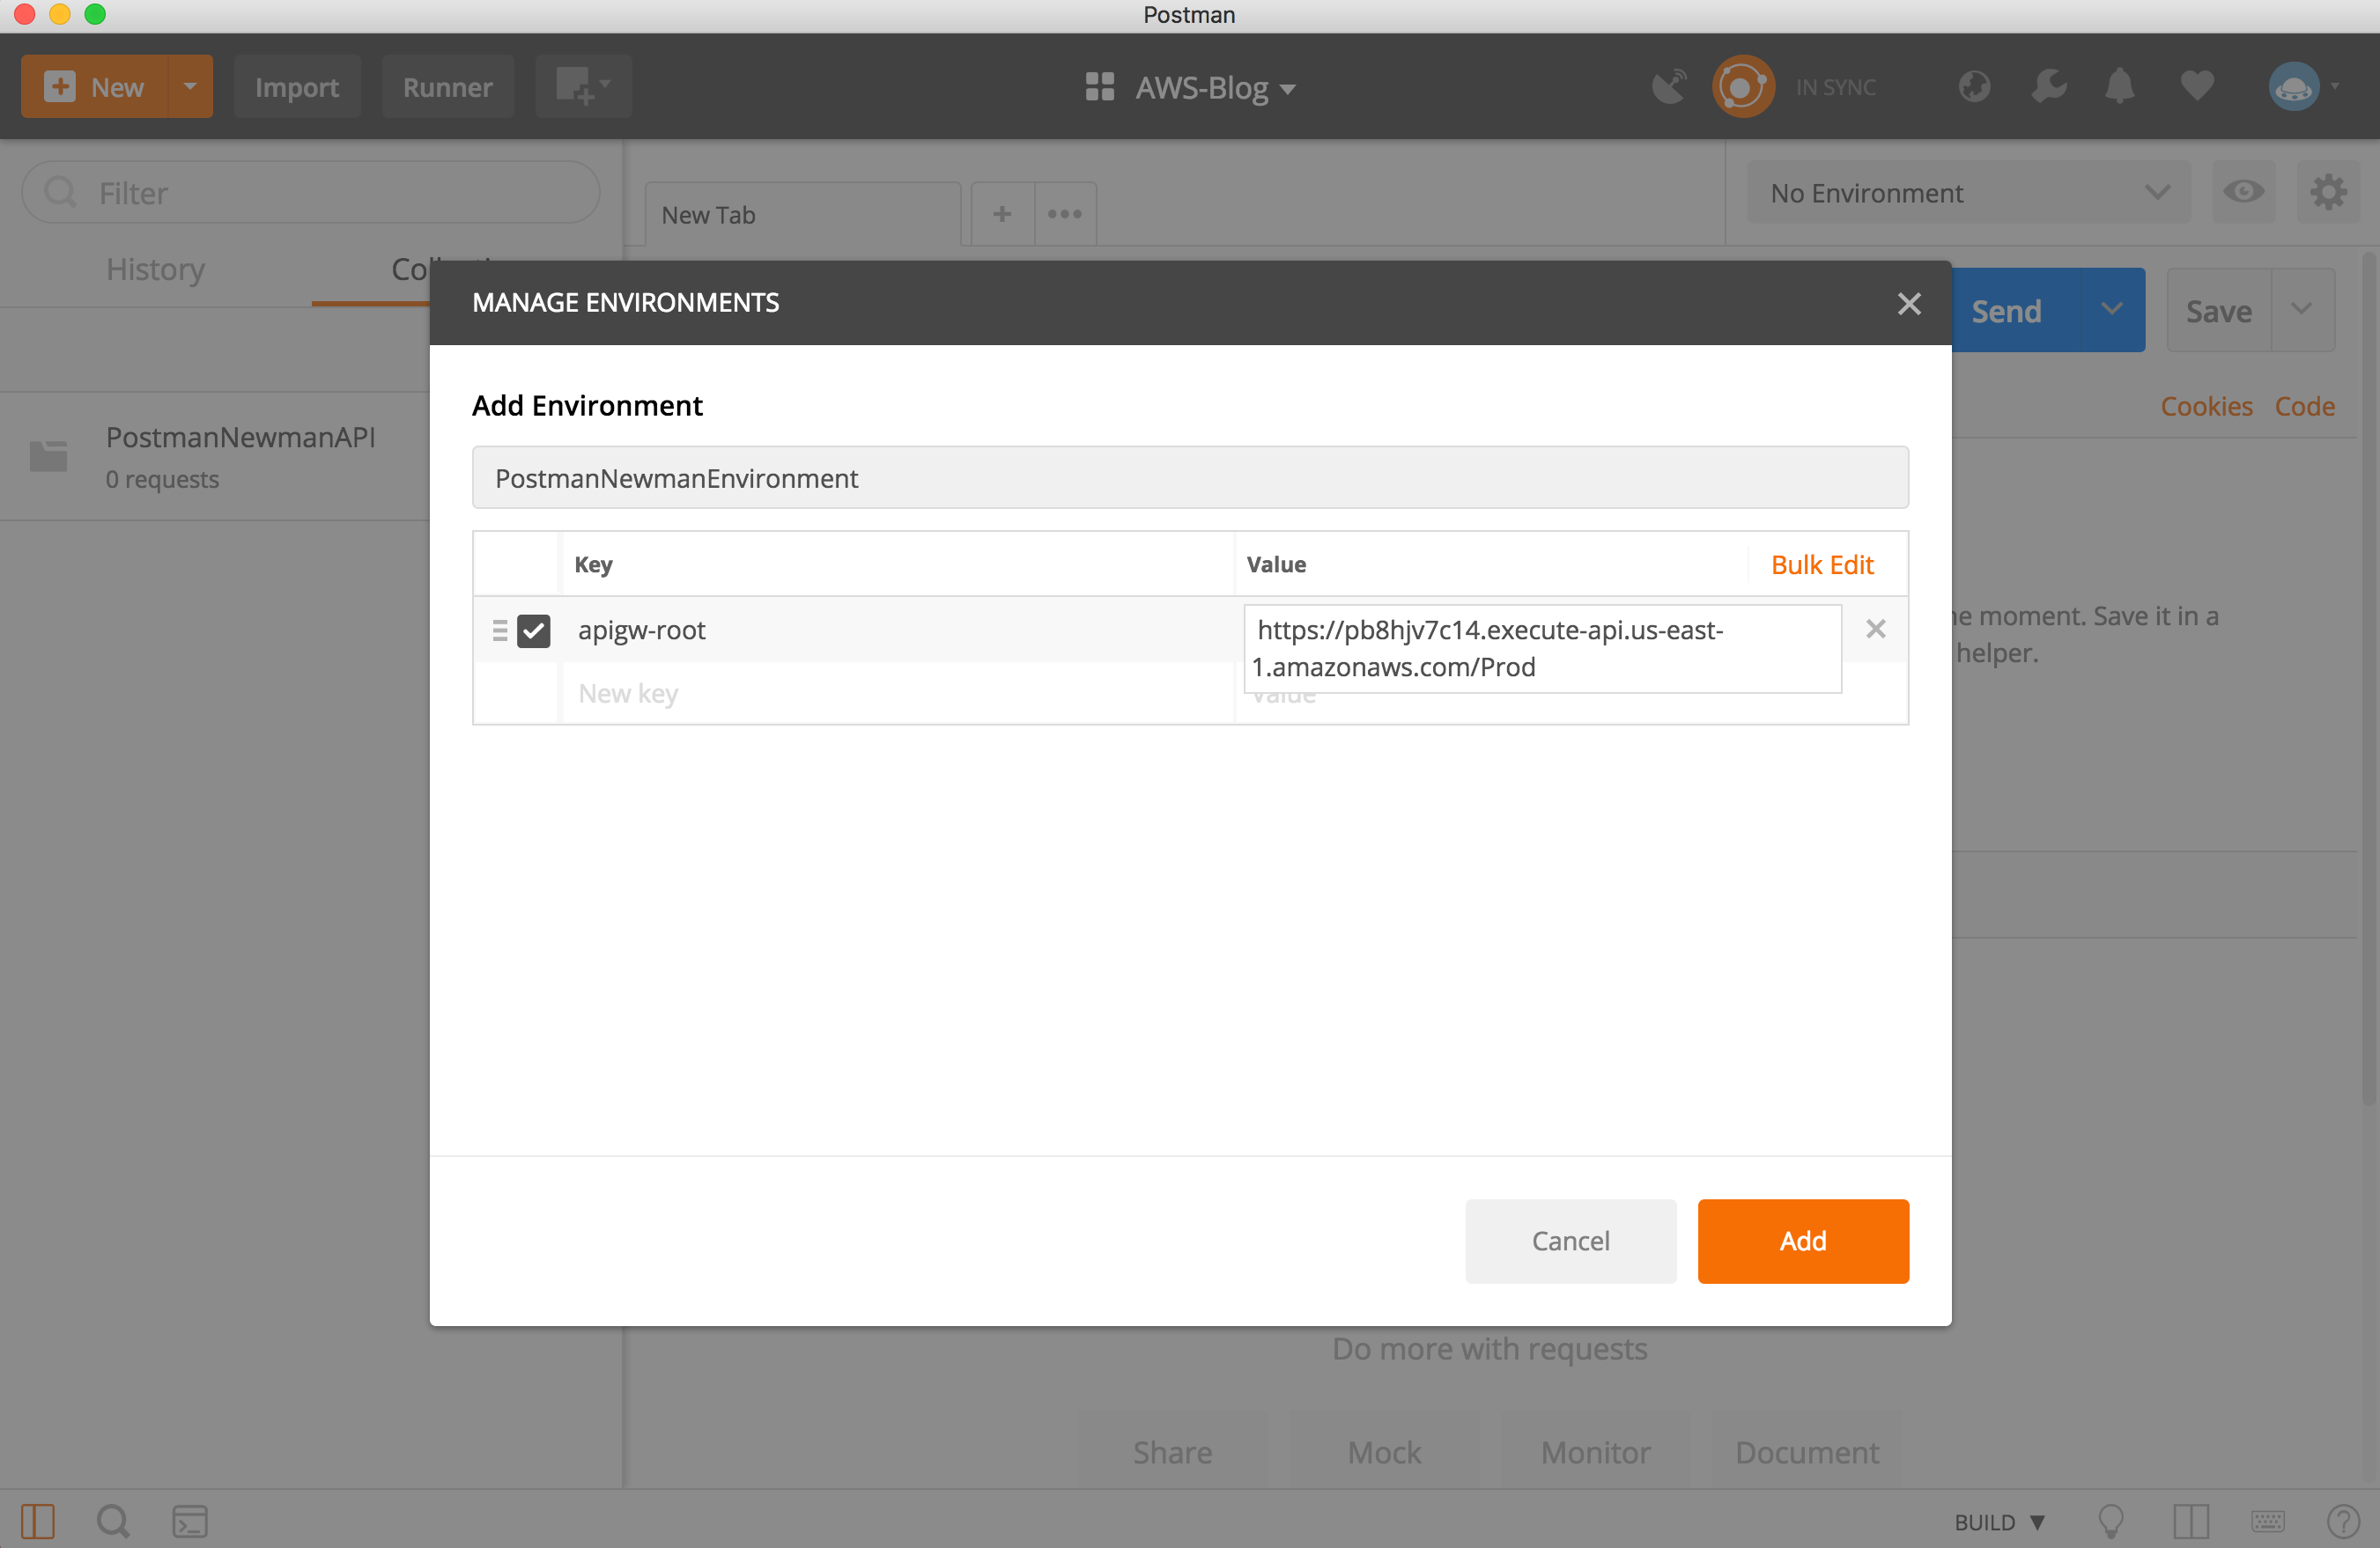 Postman
New
Import
Runner
AWS-Blog
IN SYNC
Filter
New Tab
No Environment
History
MANAGE ENVIRONMENTS
Send
Save
Add Environment
Cookies Code
PostmanNewmanAPI
0 requests
PostmanNewmanEnvironment
Key
Value
Bulk Edit
apigw-root
https://pb8hjv7c14.execute-api.us-east-
1.amazonaws.com/Prod
New key
Value
moment. Save it in a
helper.
Cancel
Add
Do more with requests
Share
Mock
Monitor
Document
BUILD